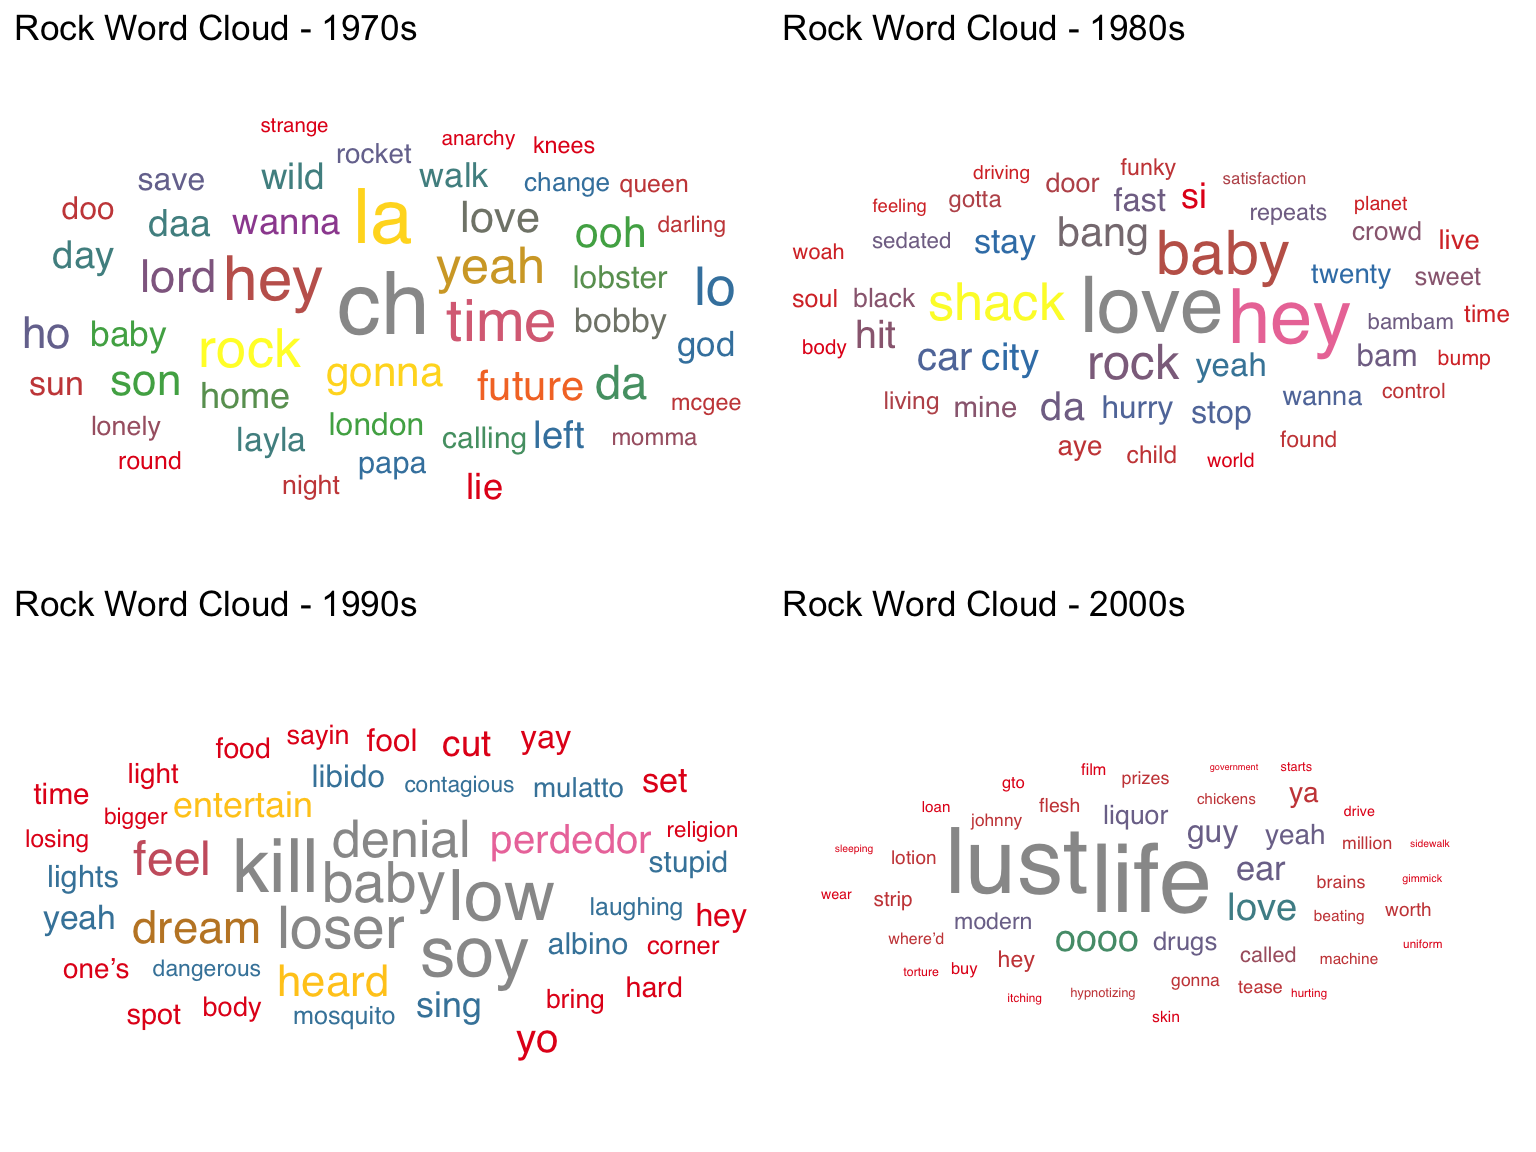 Rock Word Cloud - 1970s
strange
anarchy
knees
rocket
save
wild
walk
change
queen
doo
daa
wanna
la
love
ooh
darling
day
lord
hey
ch
yeah
lobster
lo
time
bobby
ho
baby
rock
god
sun
son
home
gonna
future
da
mcgee
lonely
layla
london
calling
left
momma
round
papa
night
lie
Rock Word Cloud - 1980s
driving
door
funky
satisfaction
feeling
gotta
fast
si
repeats
planet
woah
sedated
stay
bang
baby
crowd
live
twenty
sweet
soul
black
shack
love
hey
bambam
time
body
hit
car
city
rock
yeah
bam
bump
living
mine
da
hurry
stop
wanna
control
aye
child
world
found
Rock Word Cloud - 1990s
food
sayin
fool
cut
yay
light
libido
contagious
mulatto
set
time
bigger
entertain
losing
feel
kill
denial
perdedor
religion
lights
baby
low
stupid
yeah
dream
loser
soy
laughing
hey
albino
corner
one's
dangerous
heard
sing
bring
hard
spot
body
mosquito
yo
Rock Word Cloud - 2000s
gto
film
prizes
government
starts
loan
johnny
flesh
liquor
chickens
ya
drive
sleeping
lotion
lust
life
guy
yeah
million
sidewalk
wear
strip
ear
brains
gimmick
modern
love
beating
worth
where'd
oooo
drugs
uniform
torture
buy
hey
called
machine
itching
hypnotizing
gonna
tease
hurting
skin